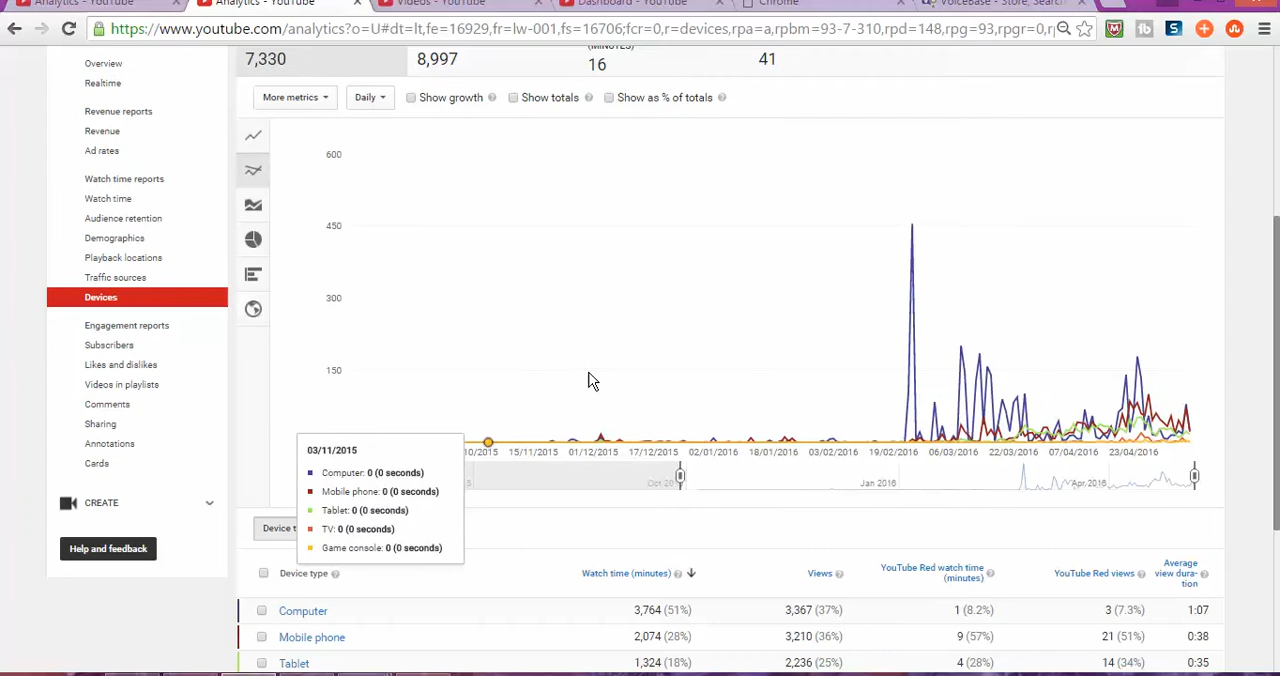 Analytics - YouTube
Analytics - YouTube
Videos - YouTube
Dashboard - YouTube
Chrome
VoiceBase - Store, Search
https://www.youtube.com/analytics?o=U#dt=lt,fe=16929,fr=lw-001,fs=16706;fcr=0,r=devices,rpa=a,rpbm=93-7-310,rpd=148,rpg=93,rpgr=0,r
7,330
8,997
(MINUTES)
16
41
Overview
Realtime
Revenue reports
Revenue
Ad rates
Watch time reports
Watch time
Audience retention
Demographics
Playback locations
Traffic sources
Devices
Engagement reports
Subscribers
Likes and dislikes
Videos in playlists
Comments
Sharing
Annotations
Cards
CREATE
Help and feedback
More metrics
Daily
Show growth
Show totals
Show as % of totals
600
450
300
150
10/2015 15/11/2015 01/12/2015 17/12/2015 02/01/2016 18/01/2016 03/02/2016 19/02/2016 06/03/2016 22/03/2016 07/04/2016 23/04/2016
Oct 20
Jan 2016
Apr 2016
03/11/2015
Computer: 0 (0 seconds)
Mobile phone: 0 (0 seconds)
Tablet: 0 (0 seconds)
TV: 0 (0 seconds)
Game console: 0 (0 seconds)
Device t
Device type Watch time (minutes) Views YouTube Red watch time (minutes) YouTube Red views Average view dura-tion
Computer 3,764 (51%) 3,367 (37%) 1 (8.2%) 3 (7.3%) 1:07
Mobile phone 2,074 (28%) 3,210 (36%) 9 (57%) 21 (51%) 0:38
Tablet 1,324 (18%) 2,236 (25%) 4 (28%) 14 (34%) 0:35